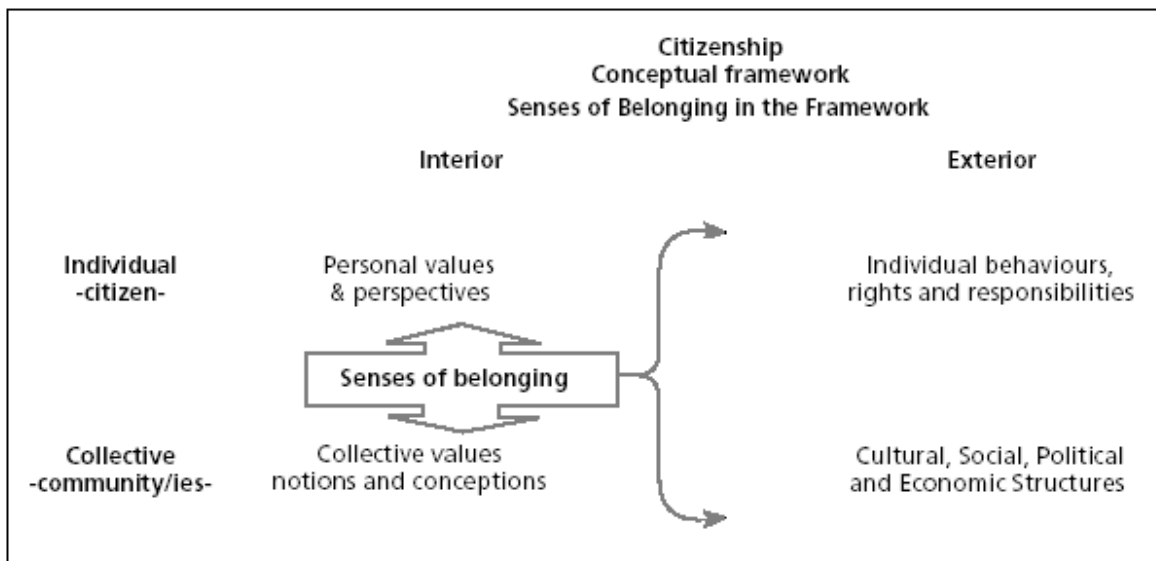 Citizenship
Conceptual framework
Senses of Belonging in the Framework
Interior
Exterior
Individual
-citizen-
Personal values
& perspectives
Individual behaviours,
rights and responsibilities
Senses of belonging
Collective
-community/ies-
Collective values
notions and conceptions
Cultural, Social, Political
and Economic Structures